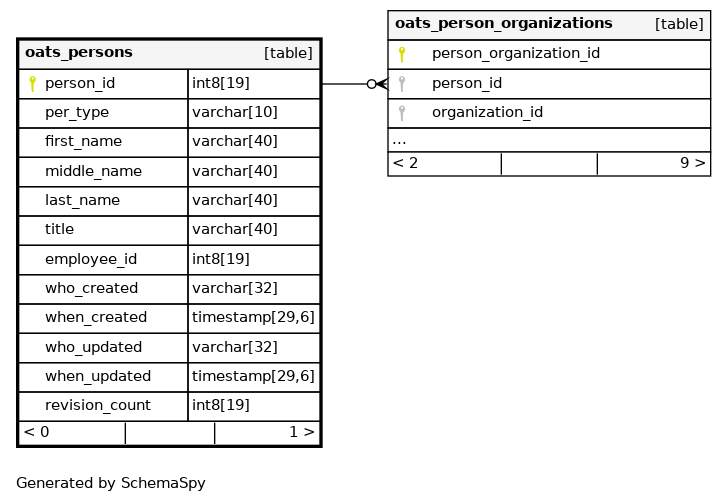 oats_persons [table]
person_id int8[19]
per_type varchar[10]
first_name varchar[40]
middle_name varchar[40]
last_name varchar[40]
title varchar[40]
employee_id int8[19]
who_created varchar[32]
when_created timestamp[29,6]
who_updated varchar[32]
when_updated timestamp[29,6]
revision_count int8[19]
< 0 1 >
oats_person_organizations [table]
person_organization_id
person_id
organization_id
...
< 2 9 >
Generated by SchemaSpy